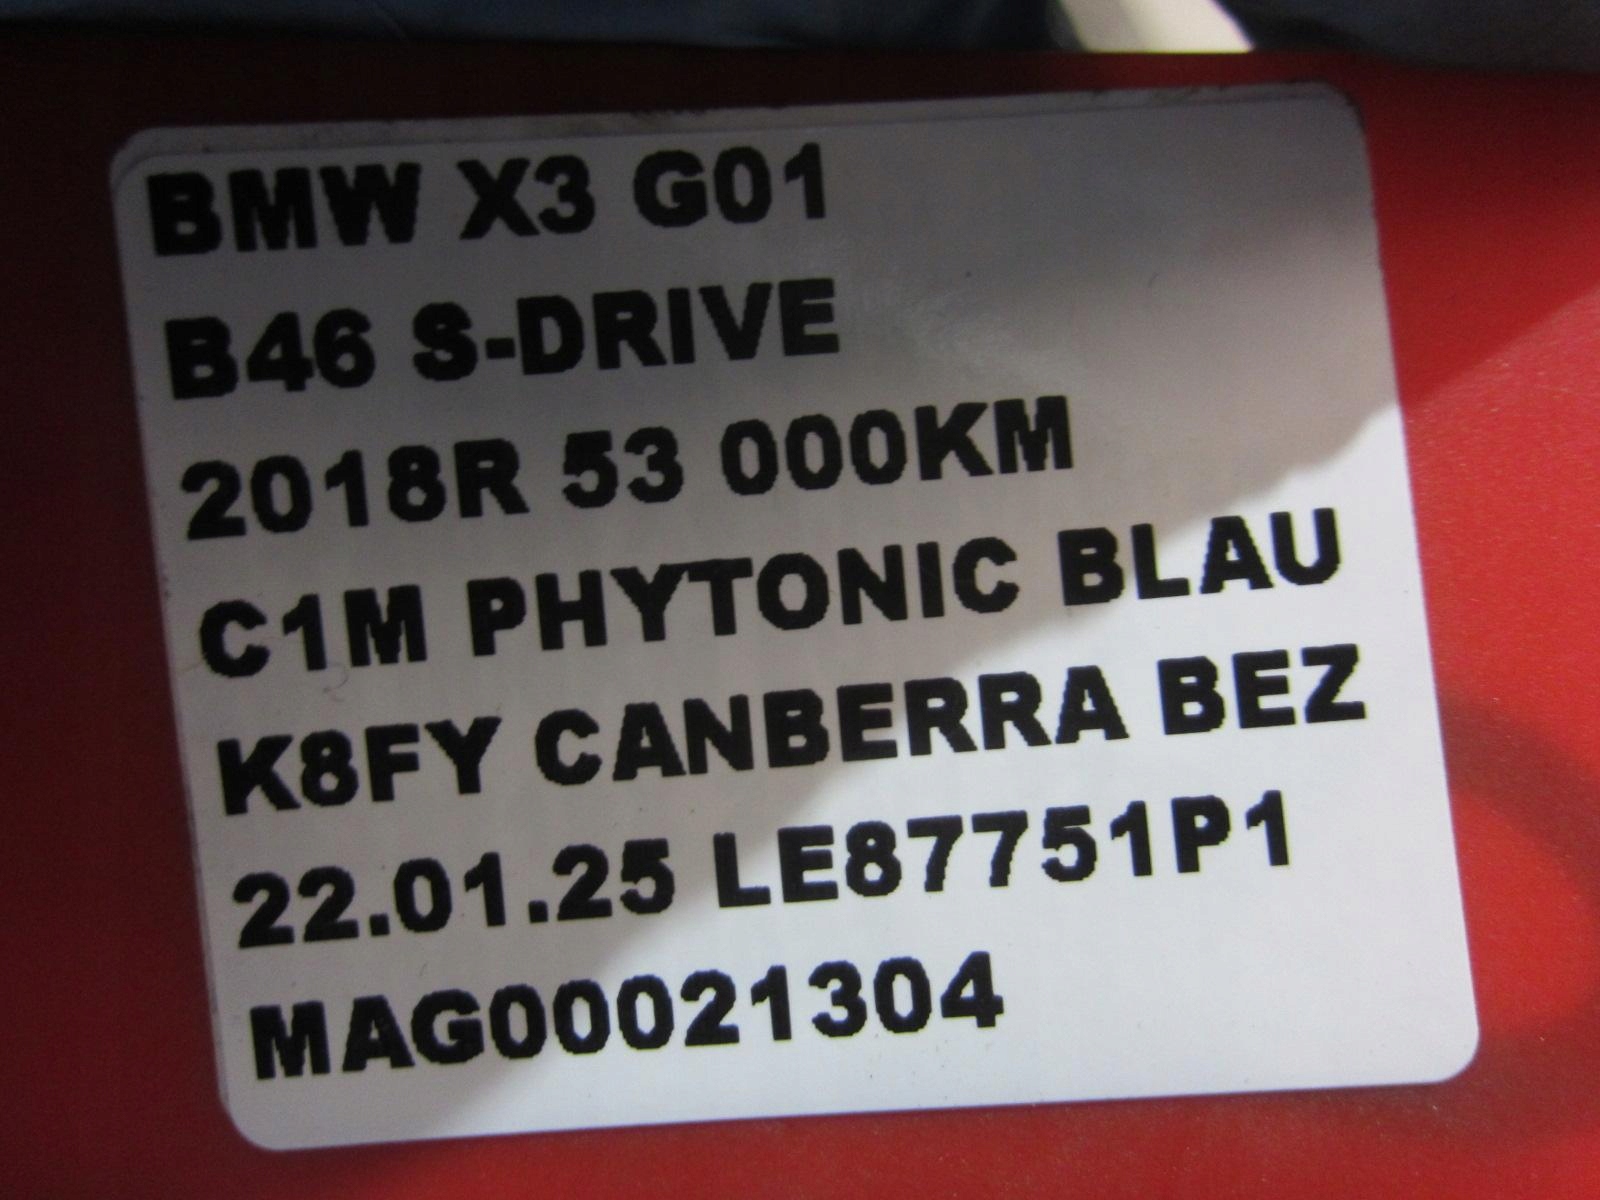 BMW X3 G01
B46 S-DRIVE
2018R 53 000KM
C1M PHYTONIC BLAU
K8FY CANBERRA BEZ
22.01.25 LE87751P1
MAG00021304